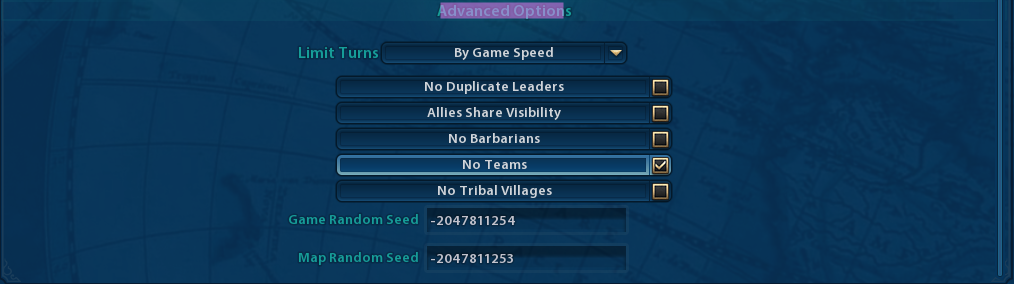 Advanced Options
Limit Turns By Game Speed
No Duplicate Leaders
Allies Share Visibility
No Barbarians
No Teams
No Tribal Villages
Game Random Seed -2047811254
Map Random Seed -2047811253